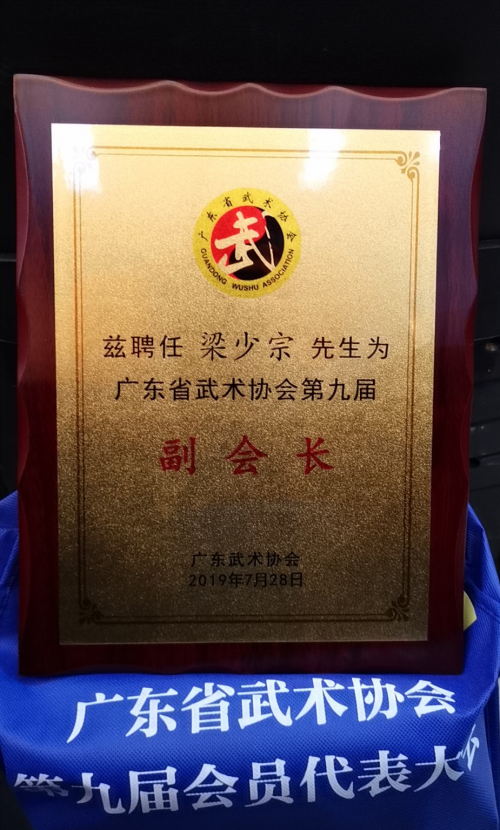 广东省武术协会
武
GUANDONG WUSHU ASSOCIATION
兹聘任 梁少宗 先生为
广东省武术协会第九届
副会长
广东武术协会
2019年7月28日
广东省武术协会
第九届会员代表大会